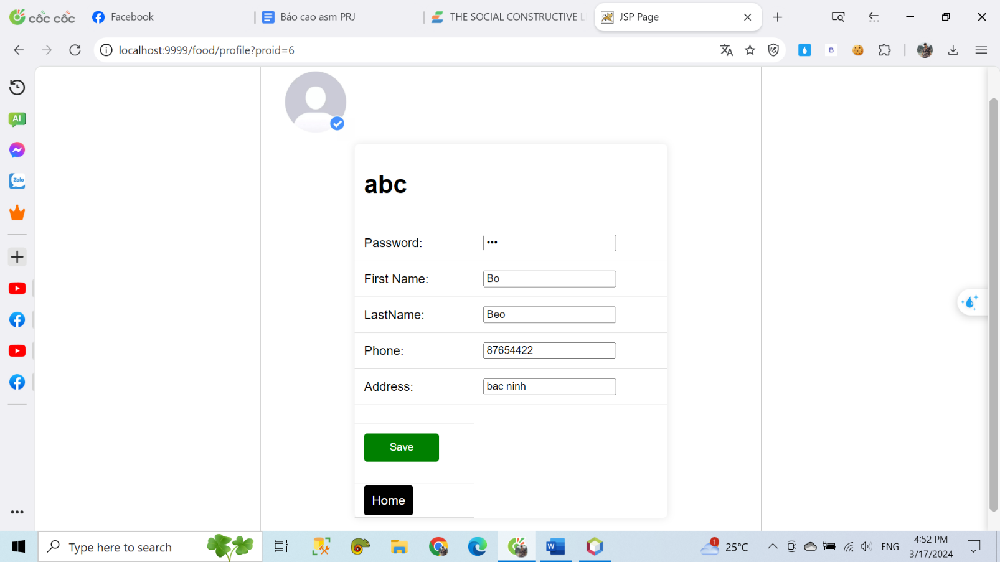 cốc cốc
Facebook
Báo cao asm PRJ
THE SOCIAL CONSTRUCTIVE
JSP Page
localhost:9999/food/profile?proid=6
B
AI
Zalo
abc
Password: •••
First Name: Bo
LastName: Beo
Phone: 87654422
Address: bac ninh
Save
Home
Type here to search
W
1
25°C
ENG
4:52 PM
3/17/2024